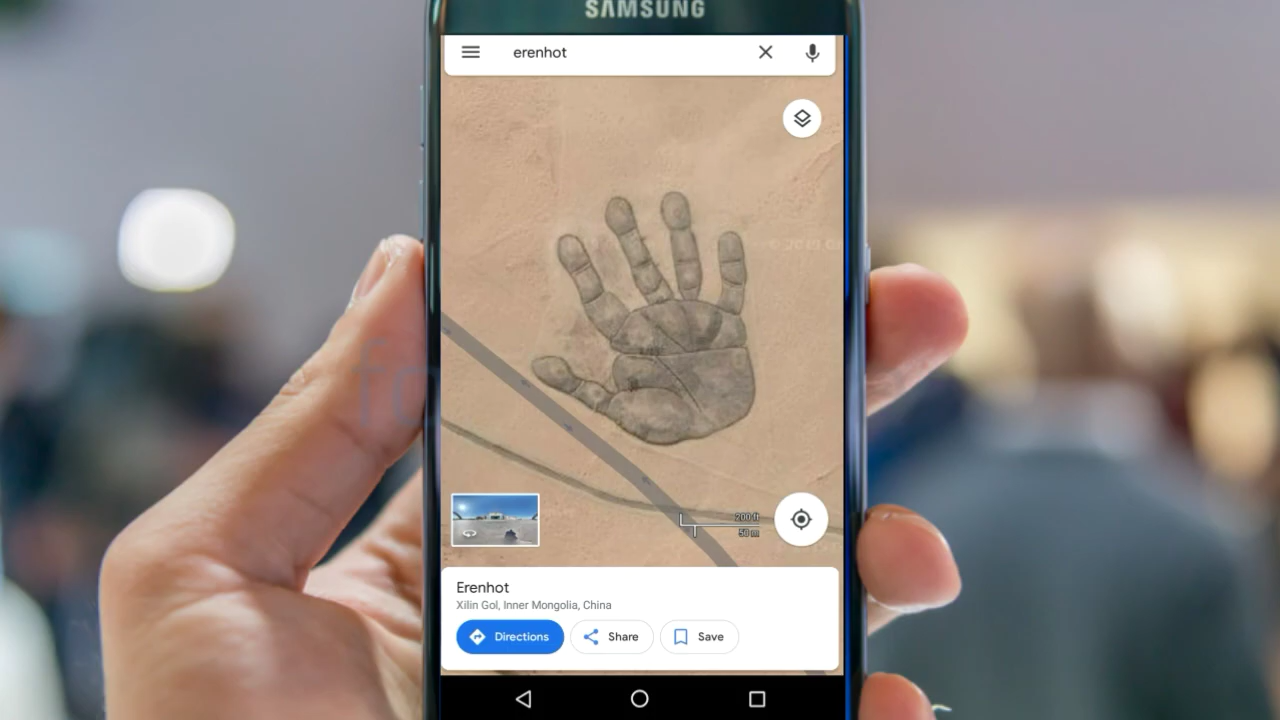 SAMSUNG
erenhot
200 ft
50 m
Erenhot
Xilin Gol, Inner Mongolia, China
Directions
Share
Save